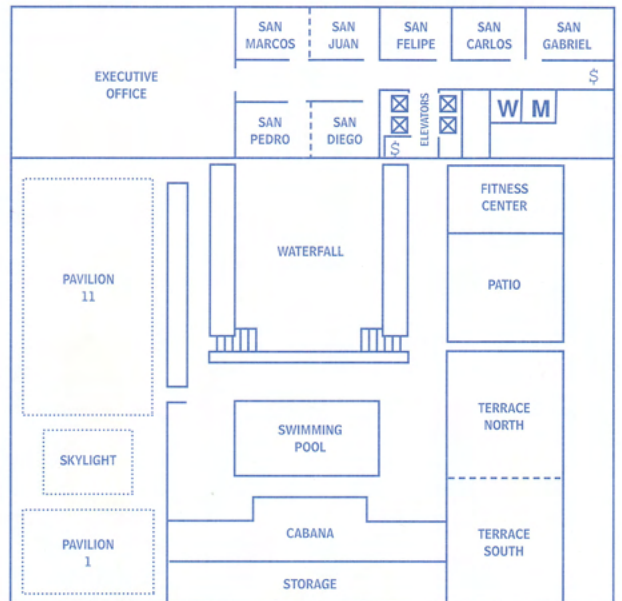 SAN
MARCOS
SAN
JUAN
SAN
FELIPE
SAN
CARLOS
SAN
GABRIEL
EXECUTIVE
OFFICE
$
SAN
PEDRO
SAN
DIEGO
$
ELEVATORS
W M
FITNESS
CENTER
WATERFALL
PATIO
PAVILION
11
SWIMMING
POOL
TERRACE
NORTH
SKYLIGHT
PAVILION
1
CABANA
TERRACE
SOUTH
STORAGE